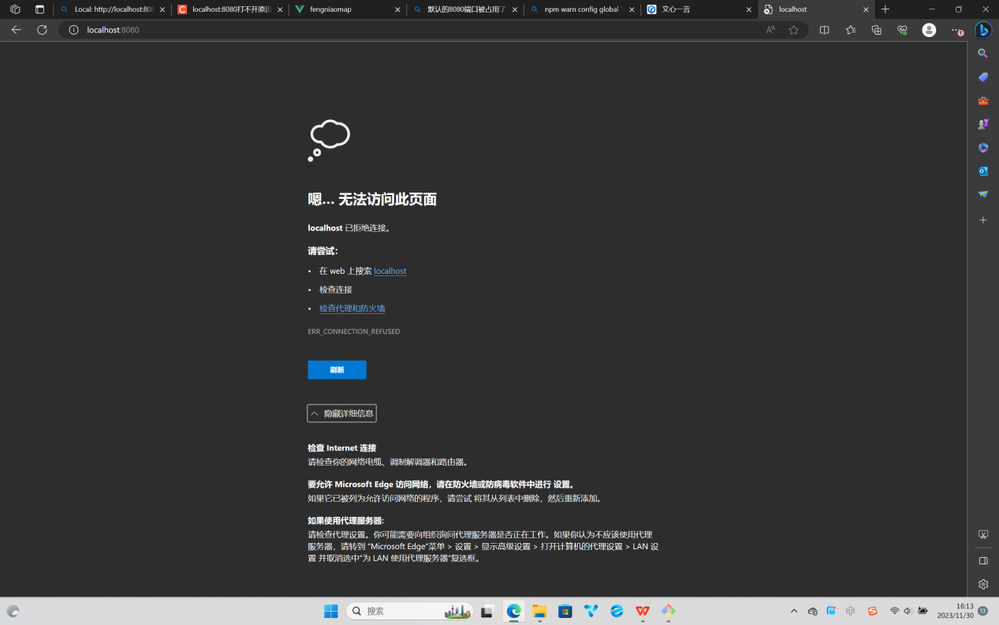 Local: http://localhost:808
localhost:8080打不开原因
fengniaomap
默认的8080端口被占用了
npm warn config global `
文心一言
localhost
localhost:8080
嗯… 无法访问此页面
localhost 已拒绝连接。
请尝试：
• 在 web 上搜索 localhost
• 检查连接
• 检查代理和防火墙
ERR_CONNECTION_REFUSED
刷新
隐藏详细信息
检查 Internet 连接
请检查你的网络电缆、调制解调器和路由器。
要允许 Microsoft Edge 访问网络，请在防火墙或防病毒软件中进行 设置。
如果它已被列为允许访问网络的程序，请尝试 将其从列表中删除，然后重新添加。
如果使用代理服务器:
请检查代理设置。你可能需要向组织询问代理服务器是否正在工作。如果你认为不应该使用代理
服务器，请转到 “Microsoft Edge”菜单 > 设置 > 显示高级设置 > 打开计算机的代理设置 > LAN 设
置 并取消选中“为 LAN 使用代理服务器”复选框。
搜索
中
16:13
2023/11/30
13